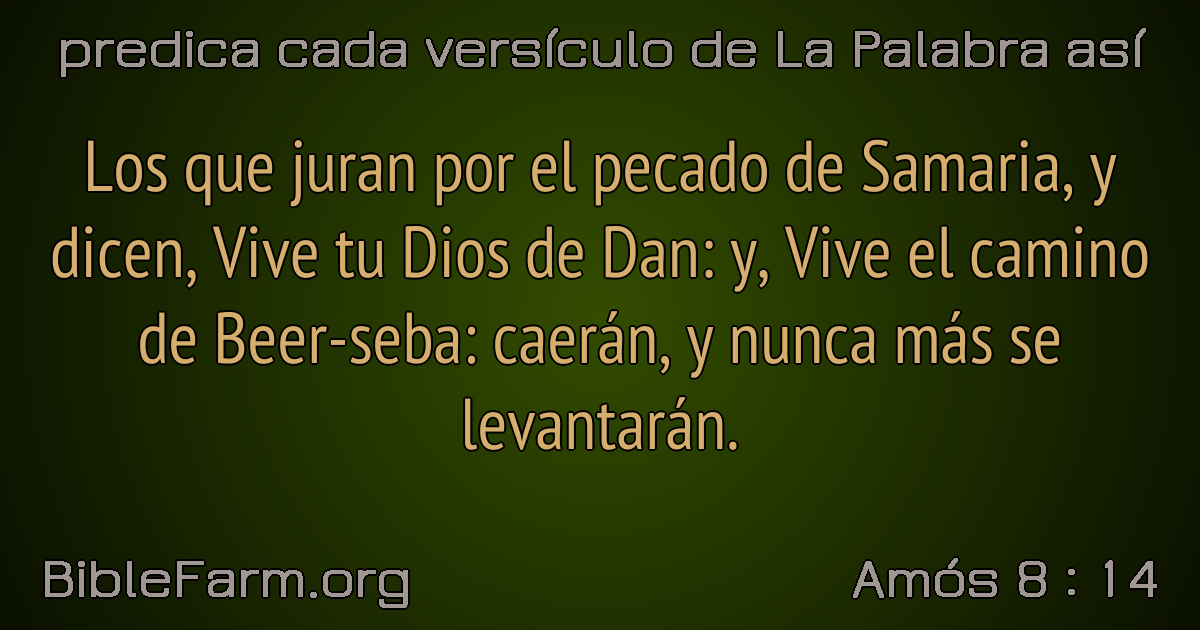 predica cada versículo de La Palabra así
Los que juran por el pecado de Samaria, y
dicen, Vive tu Dios de Dan: y, Vive el camino
de Beer-seba: caerán, y nunca más se
levantarán.
BibleFarm.org
Amós 8 : 14